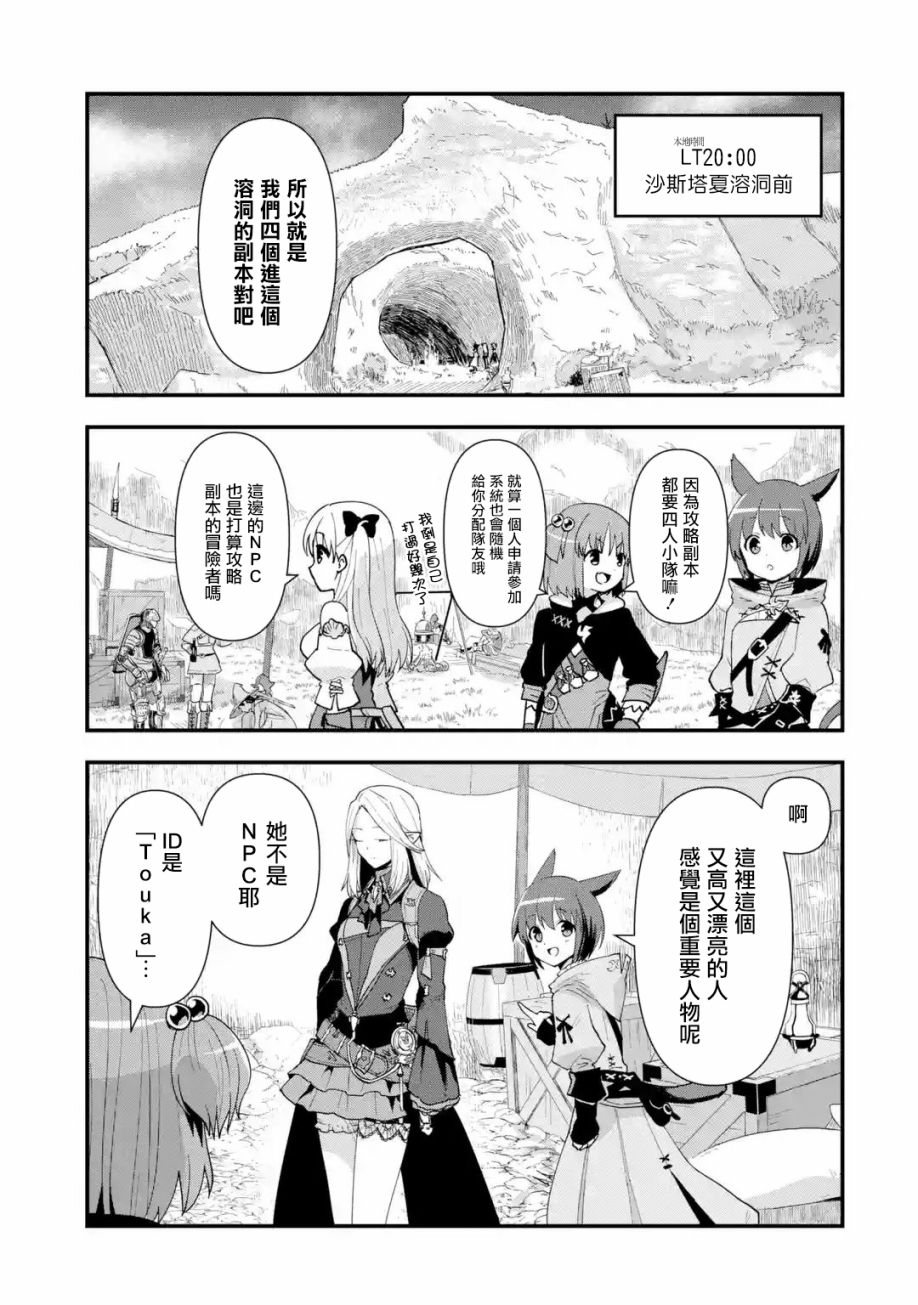 本地時間
LT20:00
沙斯塔夏溶洞前
所以就是
我們四個進這個
溶洞的副本對吧
因為攻略副本
都要四人小隊嘛！
就算一個人申請參加
系統也會隨機
給你分配隊友哦
我倒是自己
打過好幾次了
這邊的NPC
也是打算攻略
副本的冒險者嗎
啊
這裡這個
又高又漂亮的人
感覺是個重要人物呢
她不是
NPC耶
ID是
「Touka」…